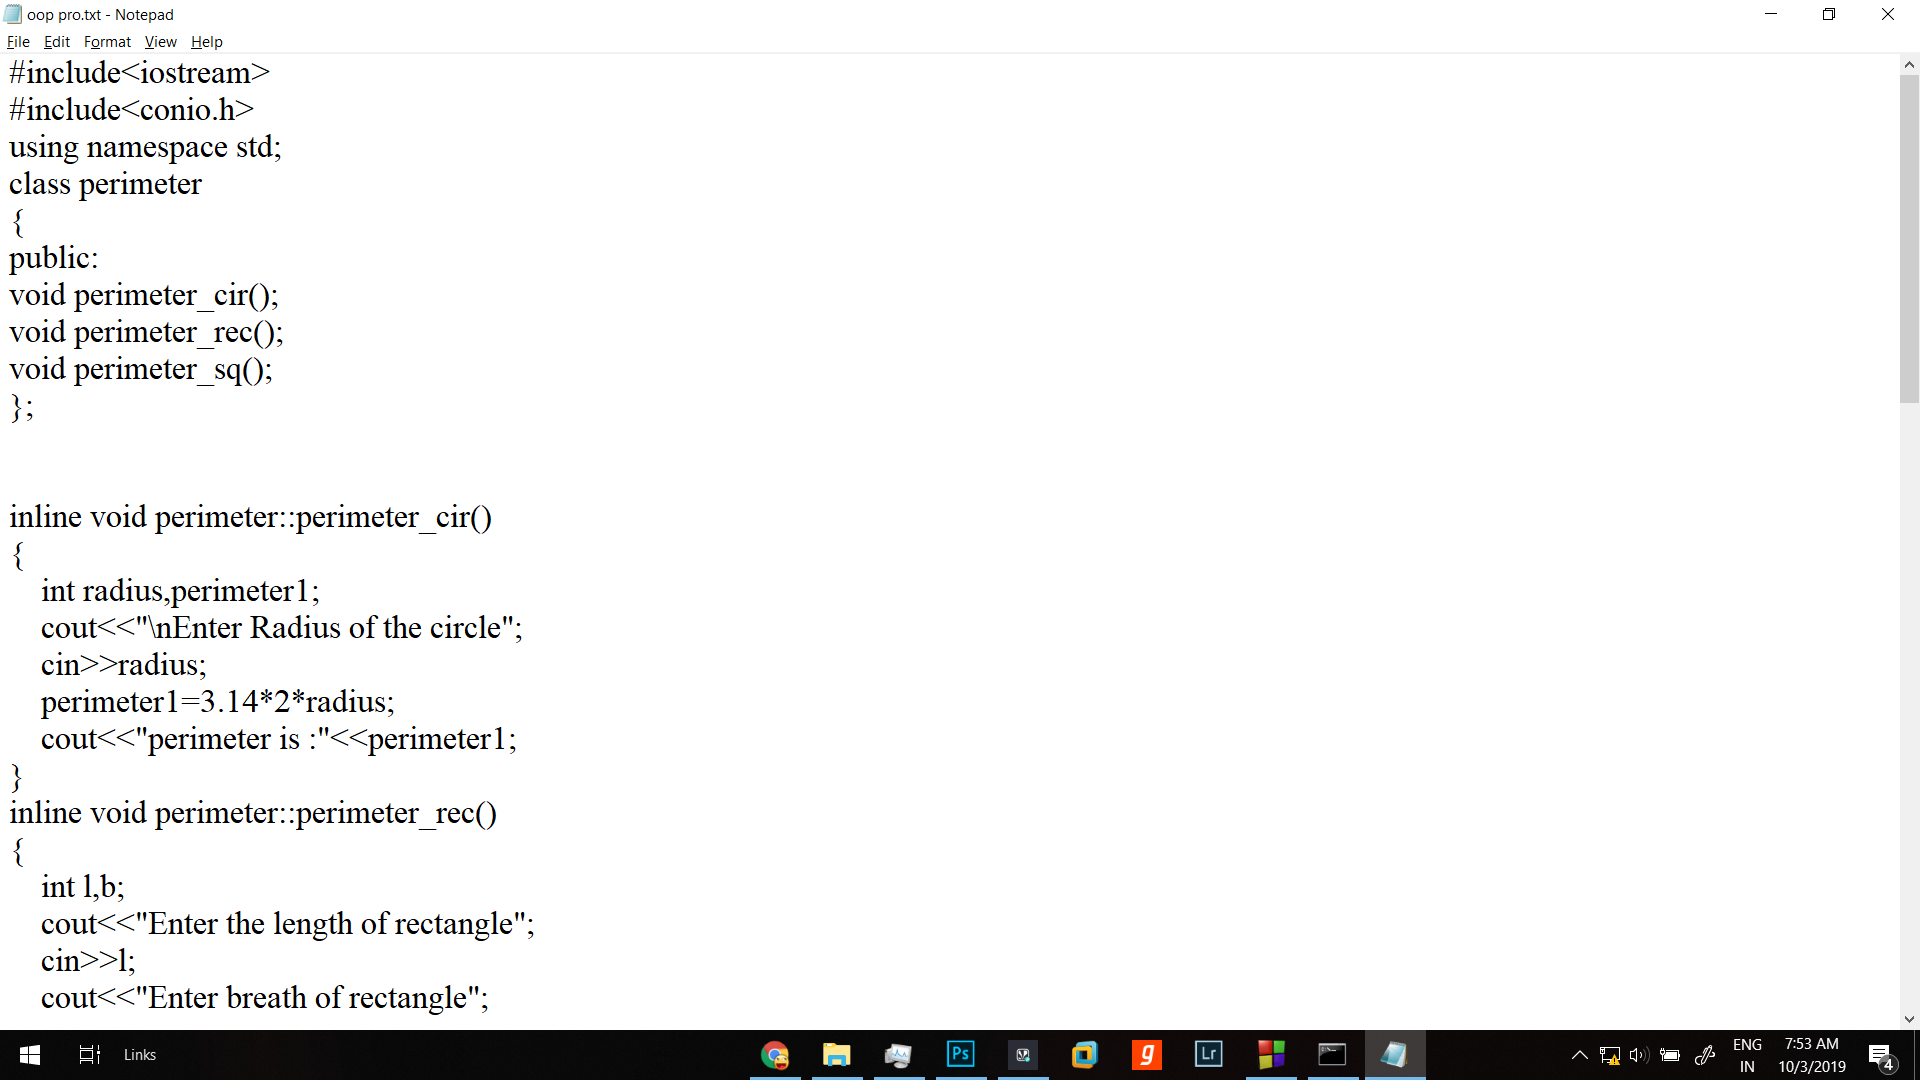 oop pro.txt - Notepad
File Edit Format View Help
#include<iostream>
#include<conio.h>
using namespace std;
class perimeter
{
public:
void perimeter_cir();
void perimeter_rec();
void perimeter_sq();
};
inline void perimeter::perimeter_cir()
{
int radius,perimeter1;
cout<<"\nEnter Radius of the circle";
cin>>radius;
perimeter1=3.14*2*radius;
cout<<"perimeter is :"<<perimeter1;
}
inline void perimeter::perimeter_rec()
{
int l,b;
cout<<"Enter the length of rectangle";
cin>>l;
cout<<"Enter breath of rectangle";
Links
Ps
g
Lr
ENG
IN
7:53 AM
10/3/2019
4